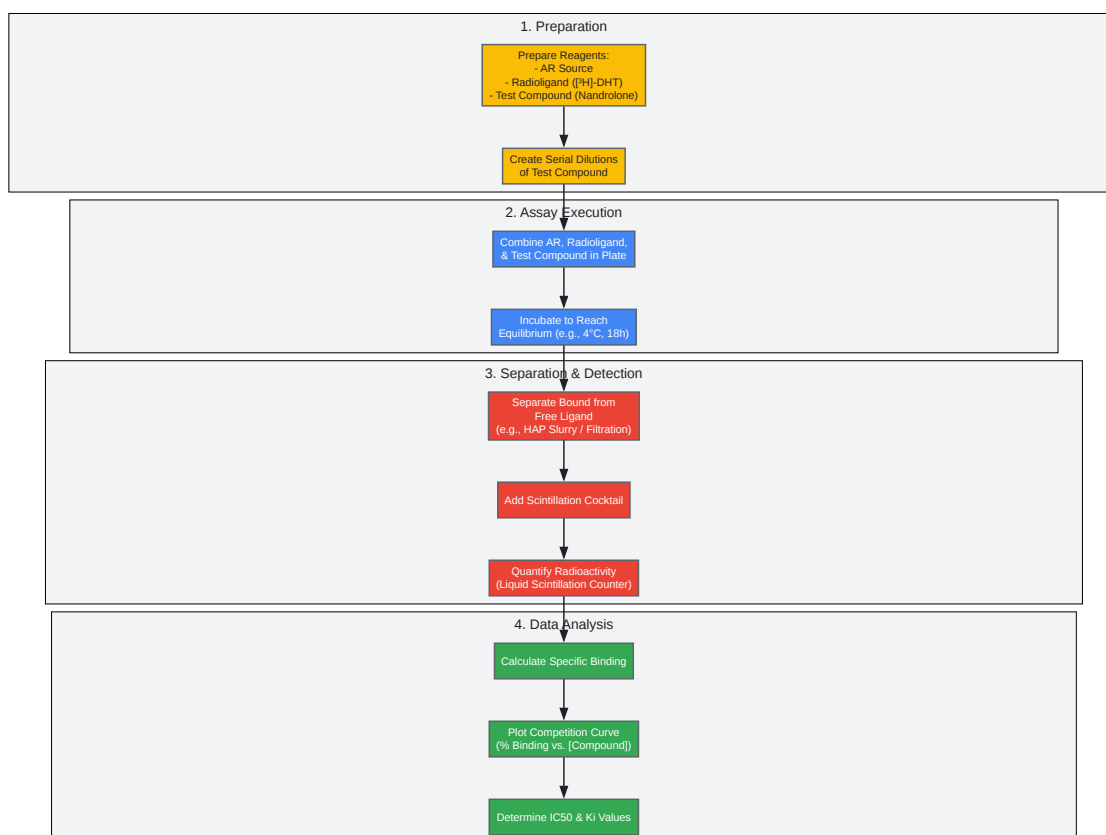 1. Preparation
Prepare Reagents:
- AR Source
- Radioligand ([³H]-DHT)
- Test Compound (Nandrolone)
Create Serial Dilutions
of Test Compound
2. Assay Execution
Combine AR, Radioligand,
& Test Compound in Plate
Incubate to Reach
Equilibrium (e.g., 4°C, 18h)
3. Separation & Detection
Separate Bound from
Free Ligand
(e.g., HAP Slurry / Filtration)
Add Scintillation Cocktail
Quantify Radioactivity
(Liquid Scintillation Counter)
4. Data Analysis
Calculate Specific Binding
Plot Competition Curve
(% Binding vs. [Compound])
Determine IC50 & Ki Values